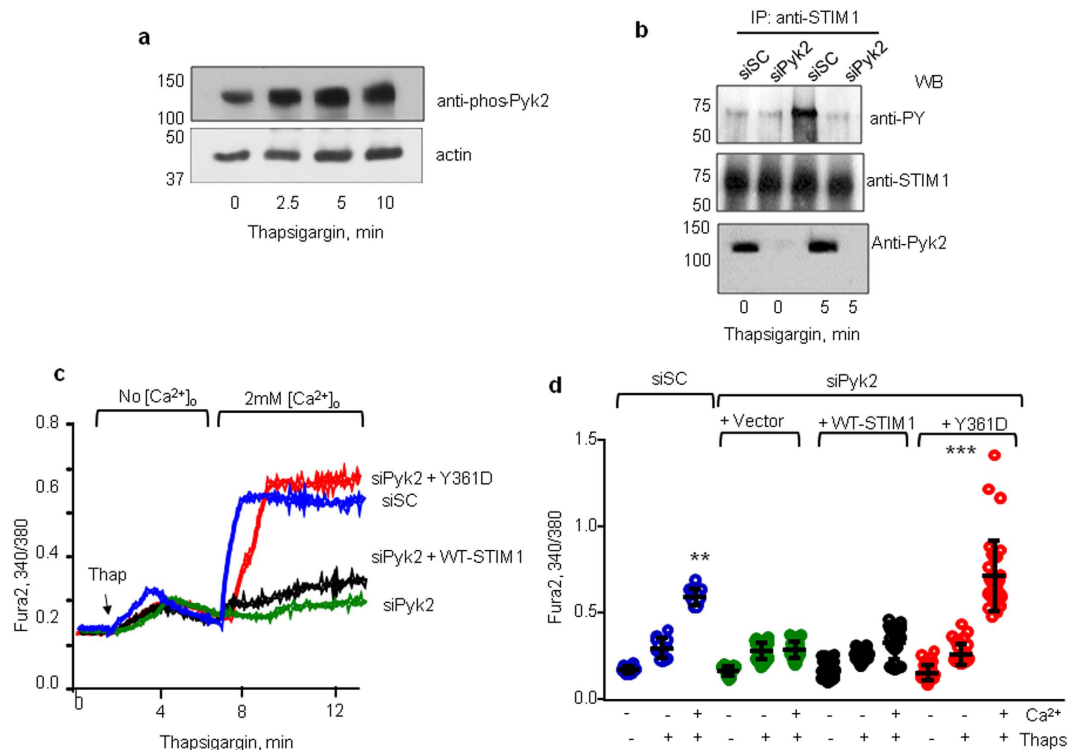 a
150
100
anti-phos-Pyk2
50
37
actin
0 2.5 5 10
Thapsigargin, min
b
IP: anti-STIM1
siSC siPyk2 siSC siPyk2
WB
75
50
anti-PY
75
50
anti-STIM1
150
100
Anti-Pyk2
0 0 5 5
Thapsigargin, min
c
No [Ca²⁺]₀ 2mM [Ca²⁺]₀
0.8
0.6
0.4
0.2
0.0
Fura2, 340/380
Thap
siPyk2 + Y361D
siSC
siPyk2 + WT-STIM1
siPyk2
0 4 8 12
Thapsigargin, min
d
siSC siPyk2
+ Vector + WT-STIM1 + Y361D
1.5
1.0
0.5
0.0
Fura2, 340/380
**
***
- - + - - + - - + - - + Ca²⁺
- + + - + + - + + - + + Thaps